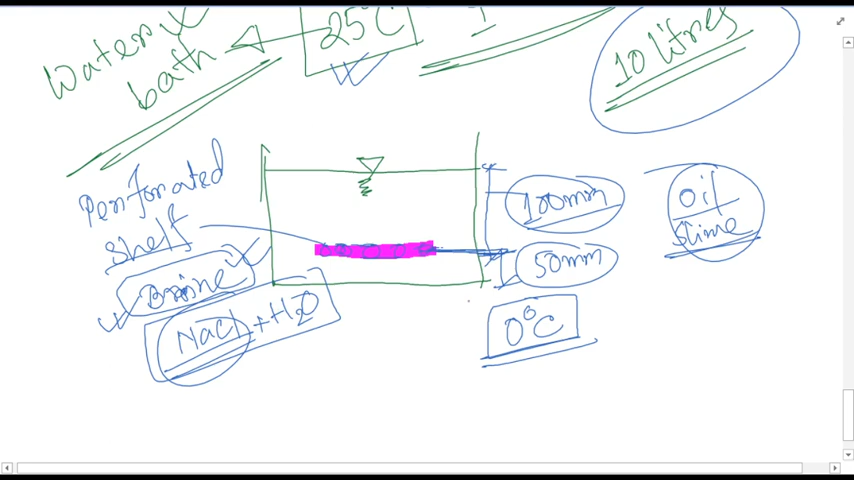 Water
bath
25°C
10 litres
Perforated
shelf
Brine
NaCl + H2O
100mm
50mm
0°C
Oil
Slime